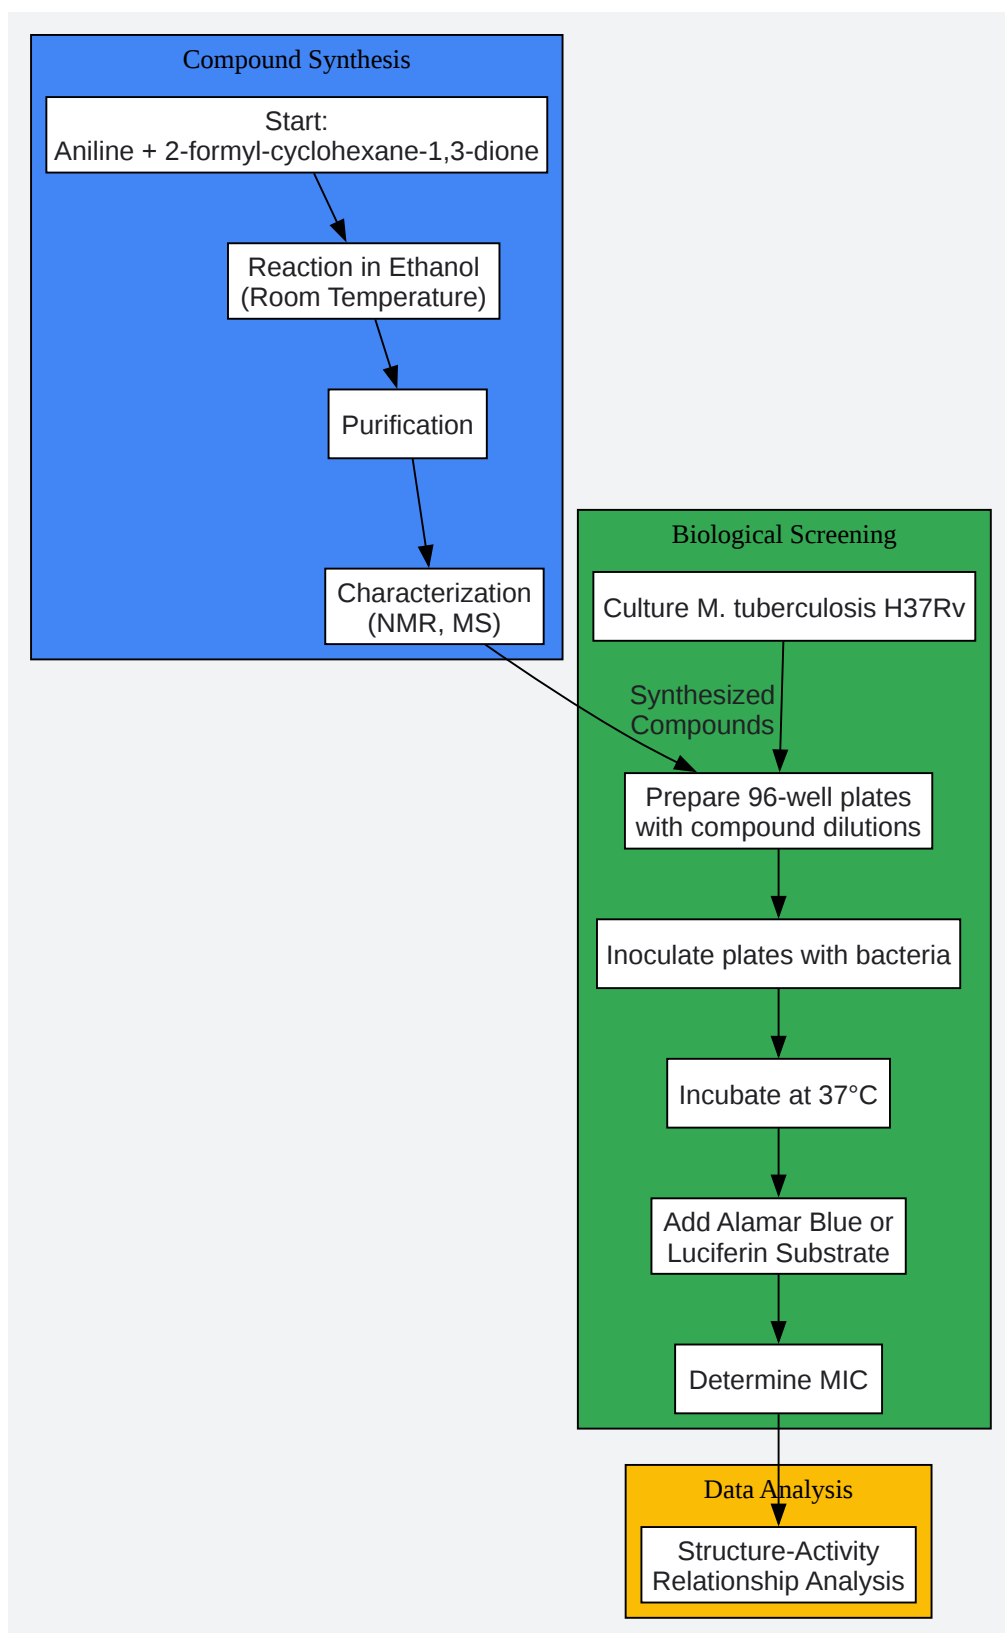 Compound Synthesis
Start:
Aniline + 2-formyl-cyclohexane-1,3-dione
Reaction in Ethanol
(Room Temperature)
Purification
Characterization
(NMR, MS)
Biological Screening
Culture M. tuberculosis H37Rv
Synthesized
Compounds
Prepare 96-well plates
with compound dilutions
Inoculate plates with bacteria
Incubate at 37°C
Add Alamar Blue or
Luciferin Substrate
Determine MIC
Data Analysis
Structure-Activity
Relationship Analysis